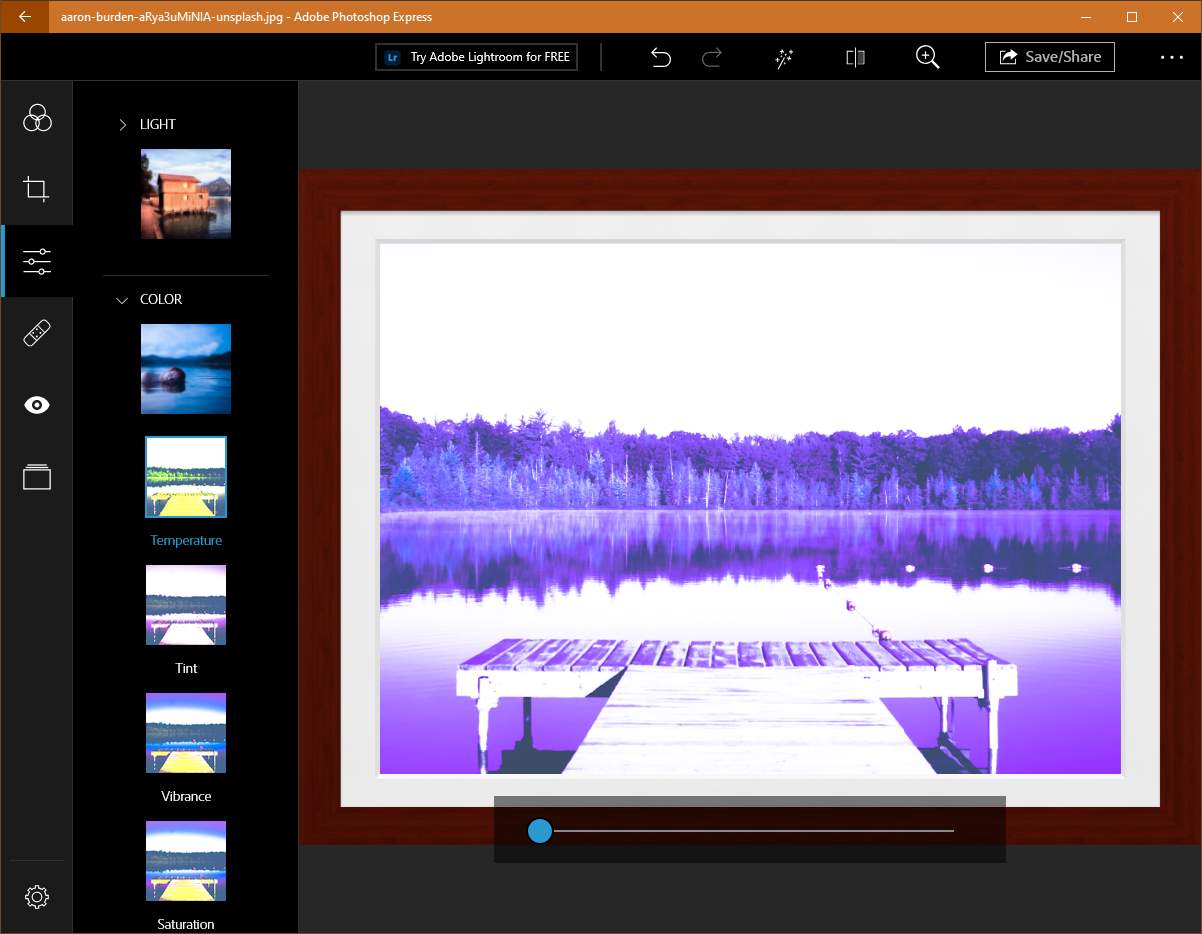 aaron-burden-aRya3uMiNIA-unsplash.jpg - Adobe Photoshop Express
Lr Try Adobe Lightroom for FREE
Save/Share
LIGHT
COLOR
Temperature
Tint
Vibrance
Saturation